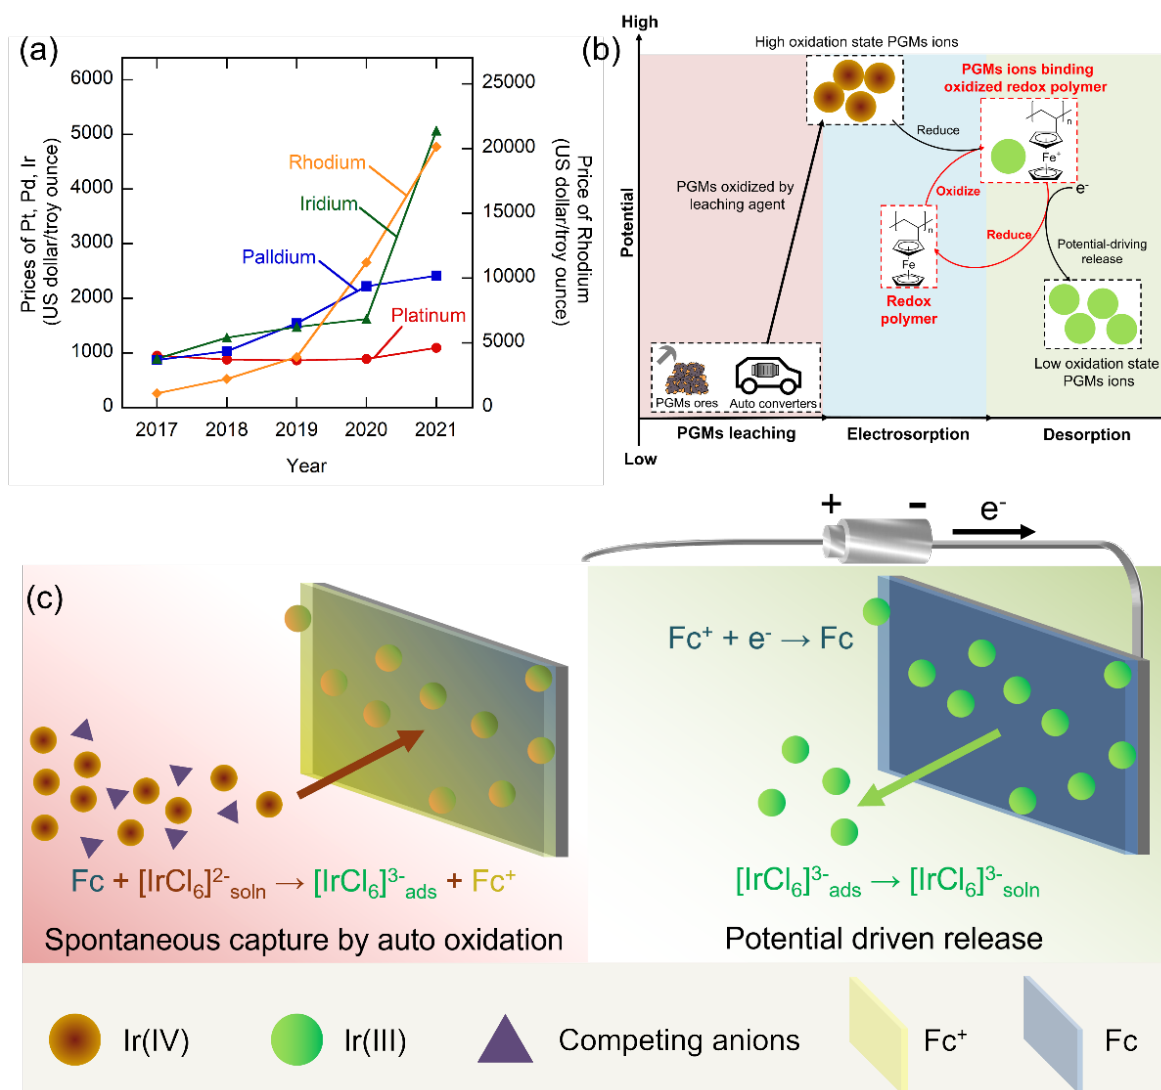 (a)
6000
5000
4000
3000
2000
1000
0
Prices of Pt, Pd, Ir
(US dollar/troy ounce)
25000
20000
15000
10000
5000
0
Price of Rhodium
(US dollar/troy ounce)
Rhodium
Iridium
Palldium
Platinum
2017 2018 2019 2020 2021
Year
(b)
High
Potential
Low
High oxidation state PGMs ions
PGMs ions binding
oxidized redox polymer
Reduce
n
Fe⁺
PGMs oxidized by
leaching agent
Oxidize
e⁻
n
Fe
Reduce
Potential-driving
release
Redox
polymer
Low oxidation state
PGMs ions
PGMs ores
Auto converters
PGMs leaching
Electrosorption
Desorption
(c)
+ - e⁻
Fc⁺ + e⁻ → Fc
Fc + [IrCl₆]²⁻soln → [IrCl₆]³⁻ads + Fc⁺
Spontaneous capture by auto oxidation
[IrCl₆]³⁻ads → [IrCl₆]³⁻soln
Potential driven release
Ir(IV)
Ir(III)
Competing anions
Fc⁺
Fc